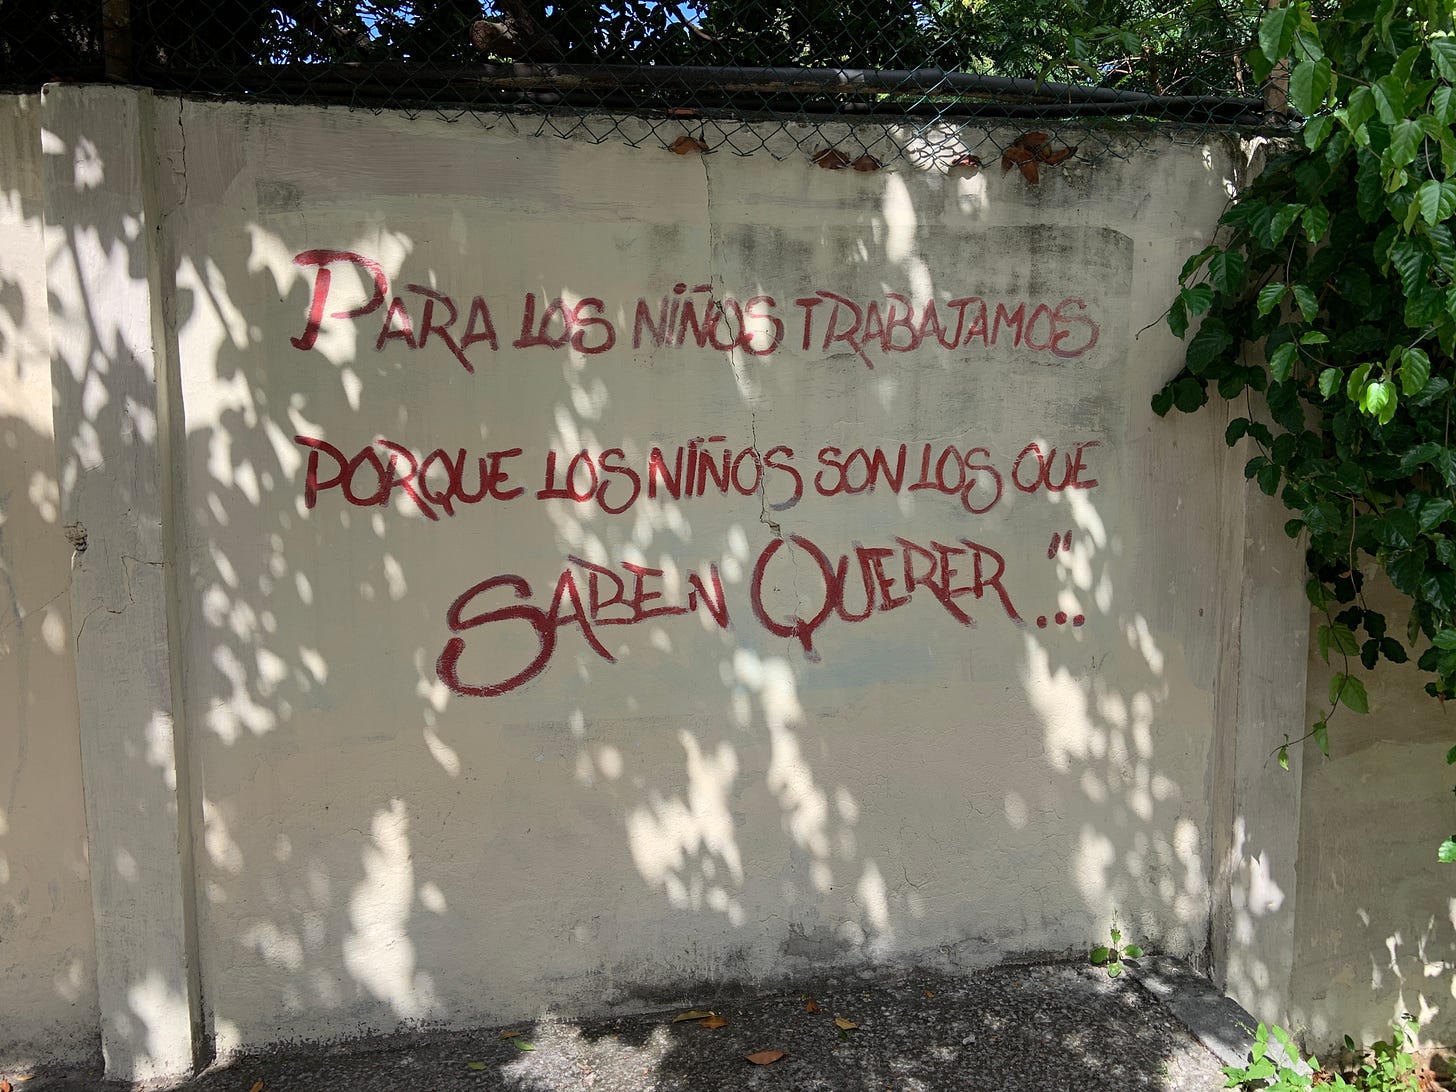 PARA LOS NIÑOS TRABAJAMOS
PORQUE LOS NIÑOS SON LOS QUE
SABEN QUERER..."